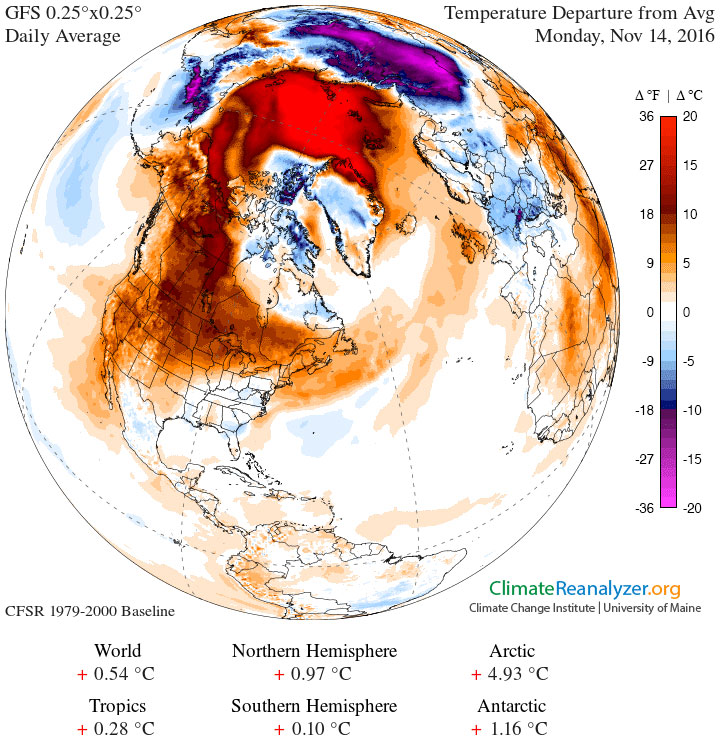 GFS 0.25°x0.25°
Daily Average
Temperature Departure from Avg
Monday, Nov 14, 2016
Δ°F | Δ°C
36 20
27 15
18 10
9 5
0 0
-9 -5
-18 -10
-27 -15
-36 -20
ClimateReanalyzer.org
Climate Change Institute | University of Maine
CFSR 1979-2000 Baseline
World Northern Hemisphere Arctic
+ 0.54 °C + 0.97 °C + 4.93 °C
Tropics Southern Hemisphere Antarctic
+ 0.28 °C + 0.10 °C + 1.16 °C